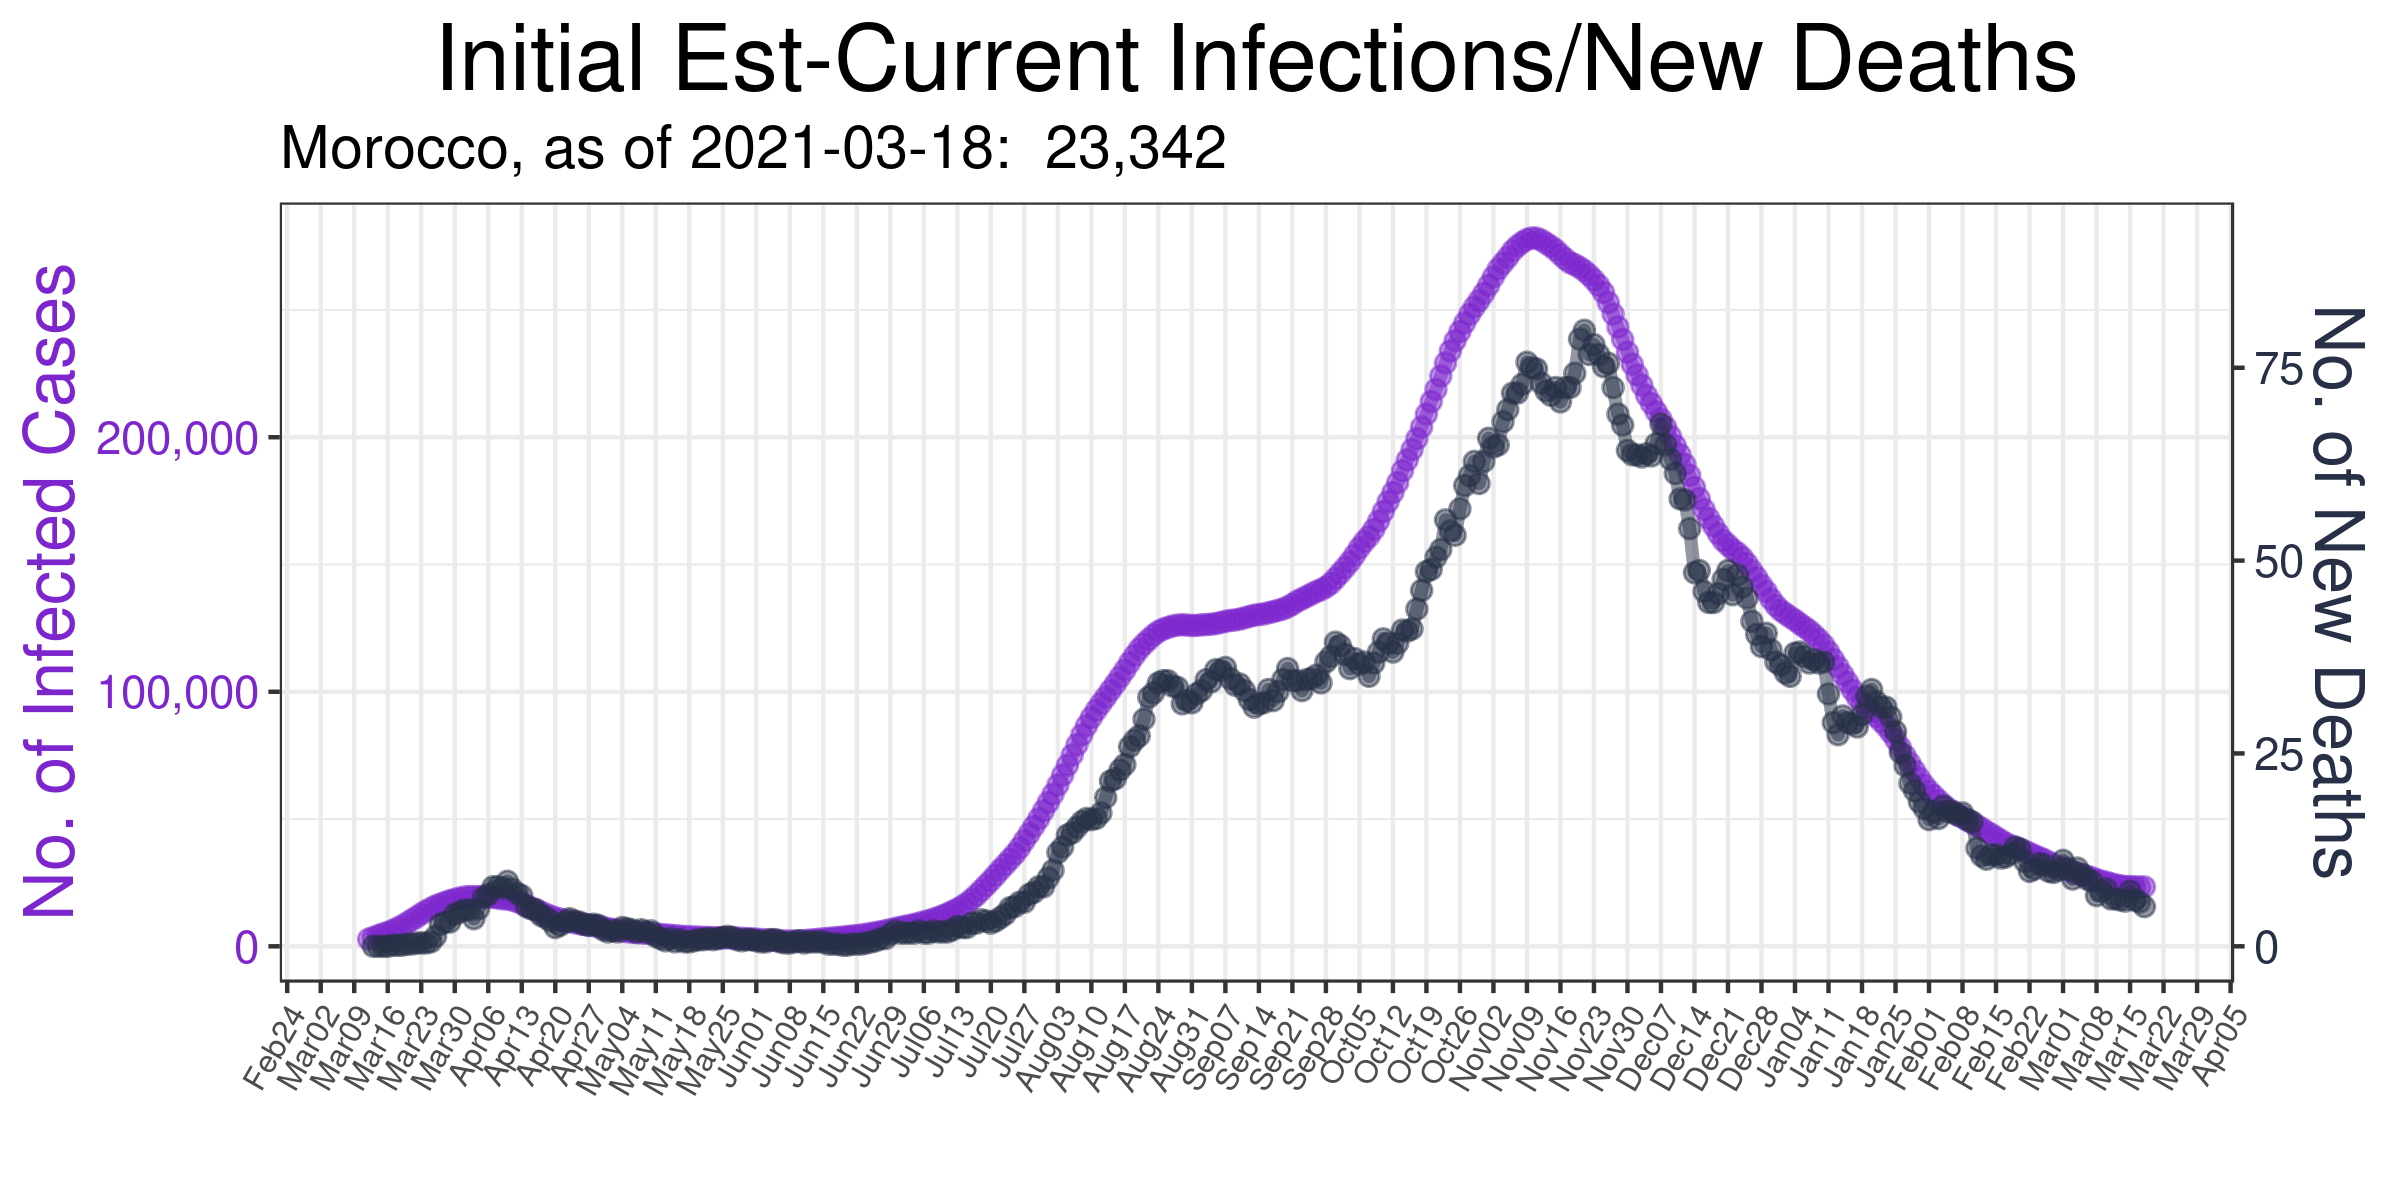 Initial Est-Current Infections/New Deaths
Morocco, as of 2021-03-18:  23,342
No. of Infected Cases
200,000
100,000
0
75
50
25
0
No. of New Deaths
Feb24
Mar02
Mar09
Mar16
Mar23
Mar30
Apr06
Apr13
Apr20
Apr27
May04
May11
May18
May25
Jun01
Jun08
Jun15
Jun22
Jun29
Jul06
Jul13
Jul20
Jul27
Aug03
Aug10
Aug17
Aug24
Aug31
Sep07
Sep14
Sep21
Sep28
Oct05
Oct12
Oct19
Oct26
Nov02
Nov09
Nov16
Nov23
Nov30
Dec07
Dec14
Dec21
Dec28
Jan04
Jan11
Jan18
Jan25
Feb01
Feb08
Feb15
Feb22
Mar01
Mar08
Mar15
Mar22
Mar29
Apr05